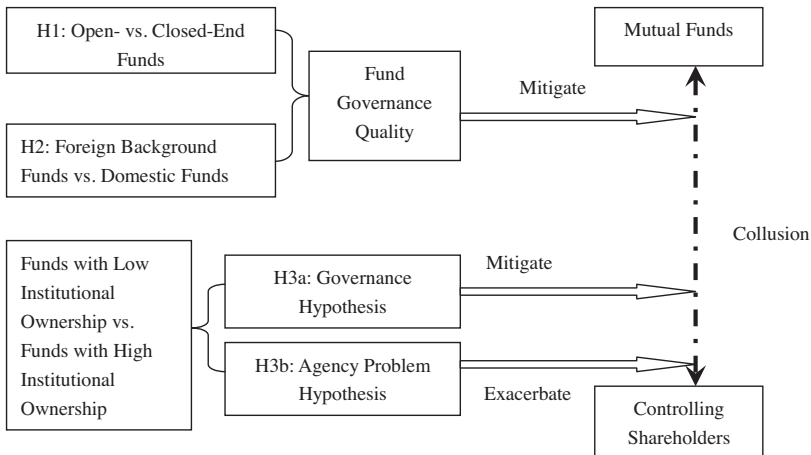 H1: Open- vs. Closed-End
Funds
H2: Foreign Background
Funds vs. Domestic Funds
Fund
Governance
Quality
Mitigate
Mutual Funds
Collusion
Funds with Low
Institutional
Ownership vs.
Funds with High
Institutional
Ownership
H3a: Governance
Hypothesis
Mitigate
H3b: Agency Problem
Hypothesis
Exacerbate
Controlling
Shareholders